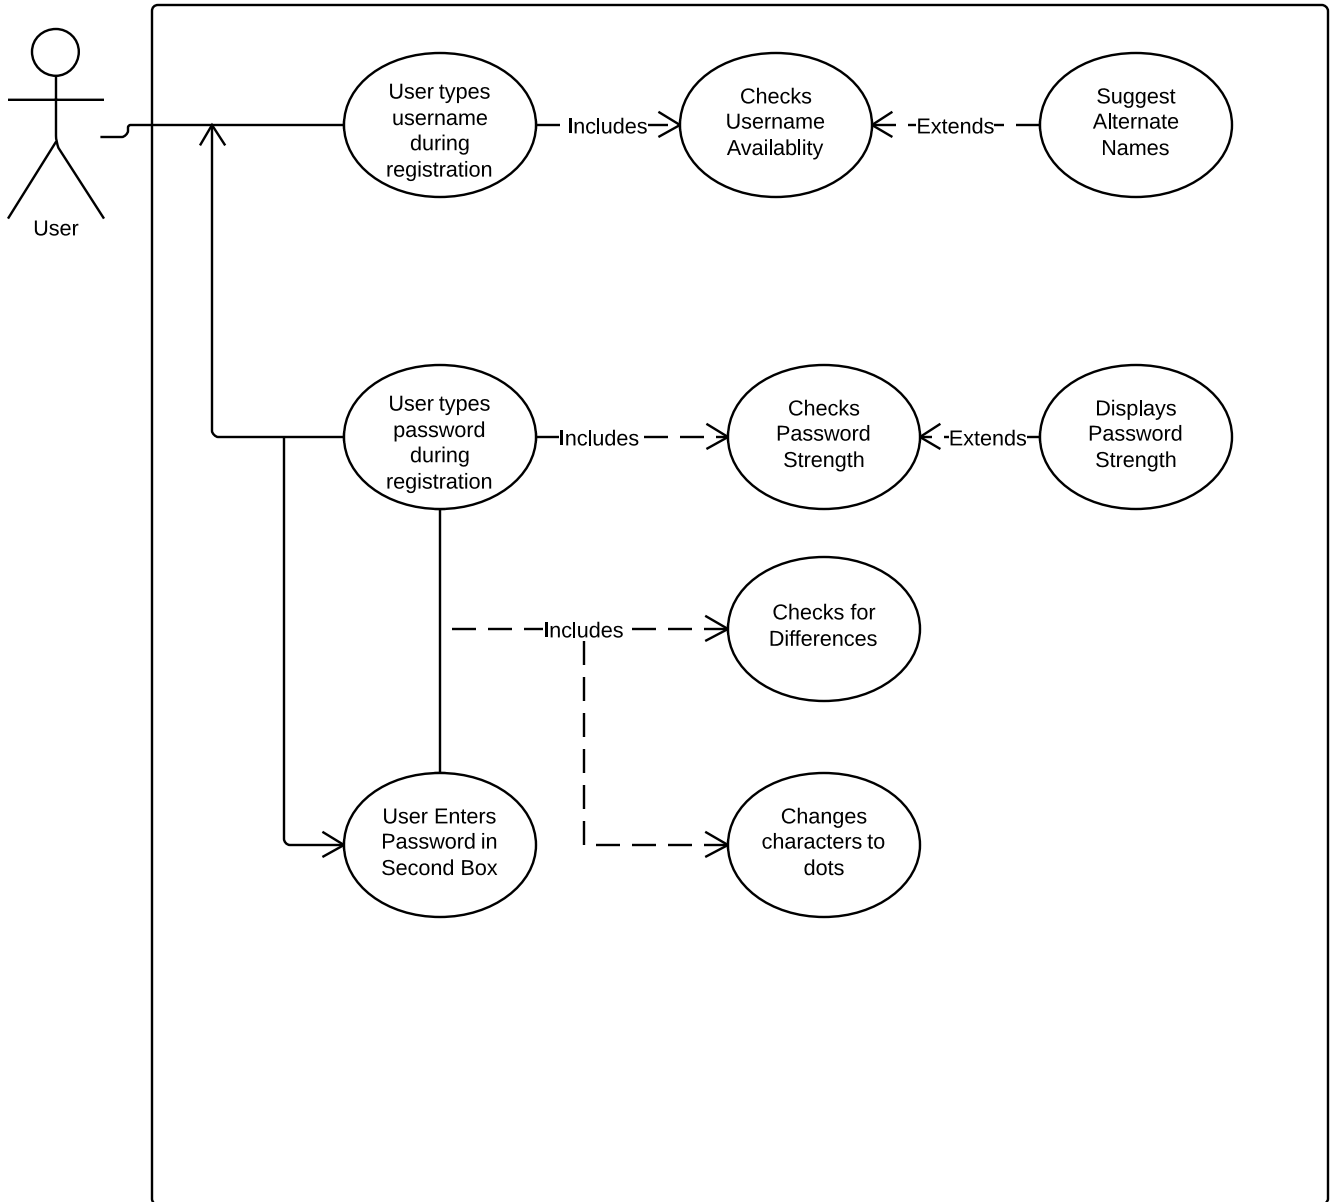 User types
username
during
registration
Includes
Checks
Username
Availablity
Extends
Suggest
Alternate
Names
User
User types
password
during
registration
Includes
Checks
Password
Strength
Extends
Displays
Password
Strength
Includes
Checks for
Differences
User Enters
Password in
Second Box
Changes
characters to
dots